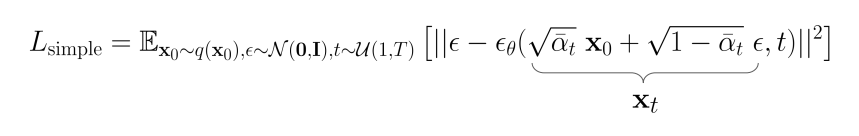 L_simple = 𝔼_{𝐱₀∼q(𝐱₀),ϵ∼𝒩(𝟎,𝐈),t∼𝒰(1,T)} [||ϵ − ϵ_θ(√ᾱ_t 𝐱₀ + √(1 − ᾱ_t) ϵ, t)||²]
𝐱_t